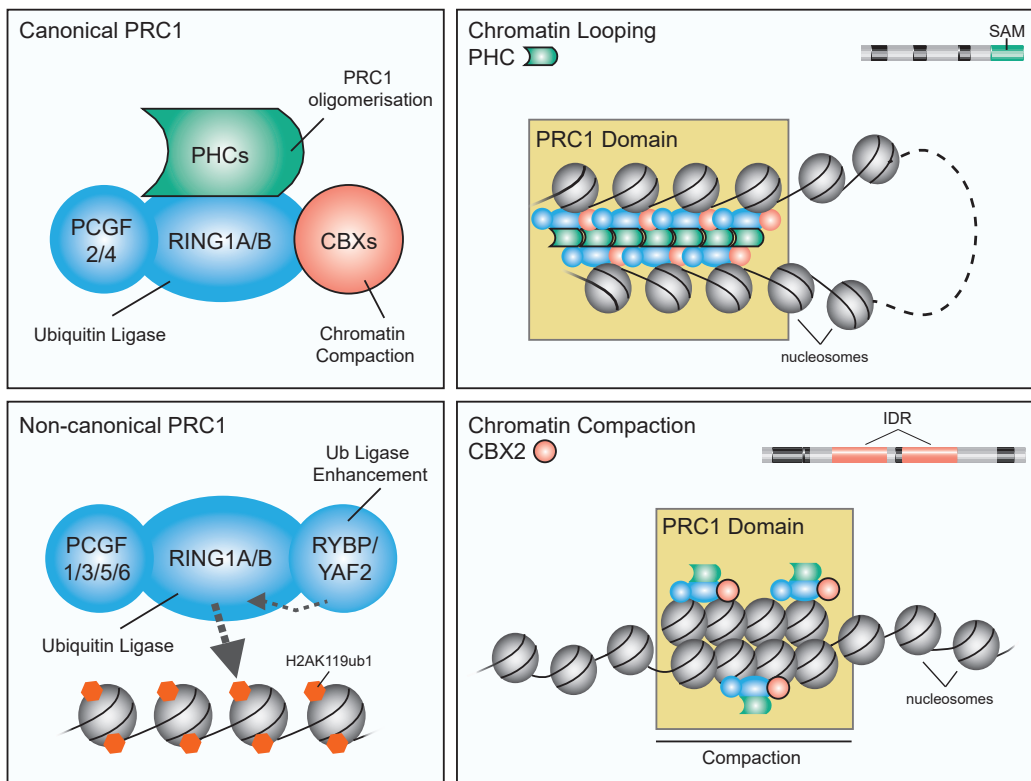 Canonical PRC1
PRC1
oligomerisation
PHCs
PCGF
2/4
RING1A/B
CBXs
Ubiquitin Ligase
Chromatin
Compaction
Chromatin Looping
PHC
SAM
PRC1 Domain
nucleosomes
Non-canonical PRC1
Ub Ligase
Enhancement
PCGF
1/3/5/6
RING1A/B
RYBP/
YAF2
Ubiquitin Ligase
H2AK119ub1
Chromatin Compaction
CBX2
IDR
PRC1 Domain
nucleosomes
Compaction